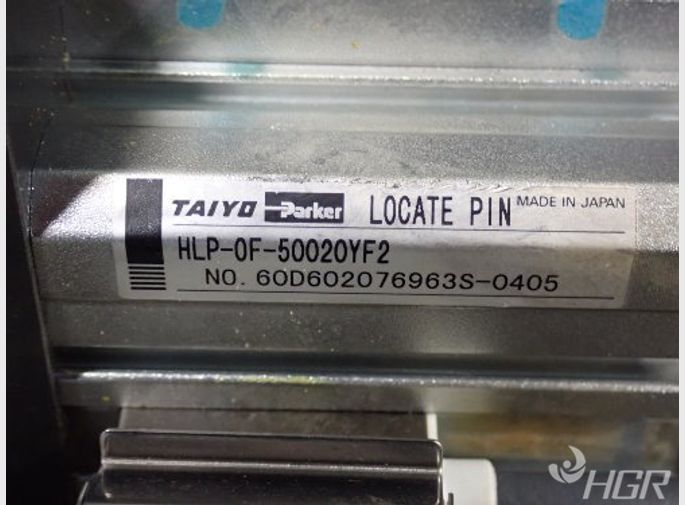 TAIYO Parker LOCATE PIN MADE IN JAPAN
HLP-0F-50020YF2
NO. 60D602076963S-0405
HGR